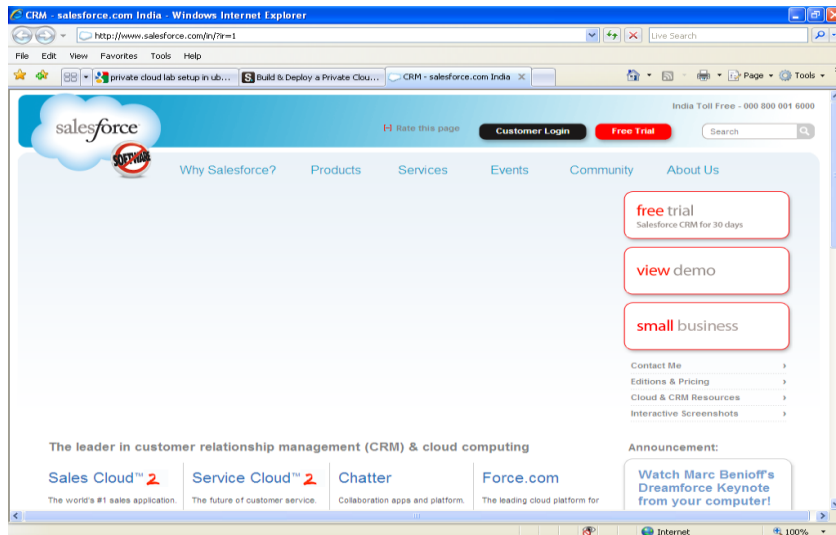 CRM - salesforce.com India - Windows Internet Explorer
http://www.salesforce.com/in/?ir=1
Live Search
File Edit View Favorites Tools Help
private cloud lab setup in ub...
S Build & Deploy a Private Clou...
CRM - salesforce.com India
Page
Tools
India Toll Free - 000 800 001 6000
salesforce
SOFTWARE
[-] Rate this page
Customer Login
Free Trial
Search
Why Salesforce? Products Services Events Community About Us
free trial
Salesforce CRM for 30 days
view demo
small business
Contact Me
Editions & Pricing
Cloud & CRM Resources
Interactive Screenshots
The leader in customer relationship management (CRM) & cloud computing
Announcement:
Sales Cloud™ 2
The world's #1 sales application.
Service Cloud™ 2
The future of customer service.
Chatter
Collaboration apps and platform.
Force.com
The leading cloud platform for
Watch Marc Benioff's
Dreamforce Keynote
from your computer!
Internet
100%